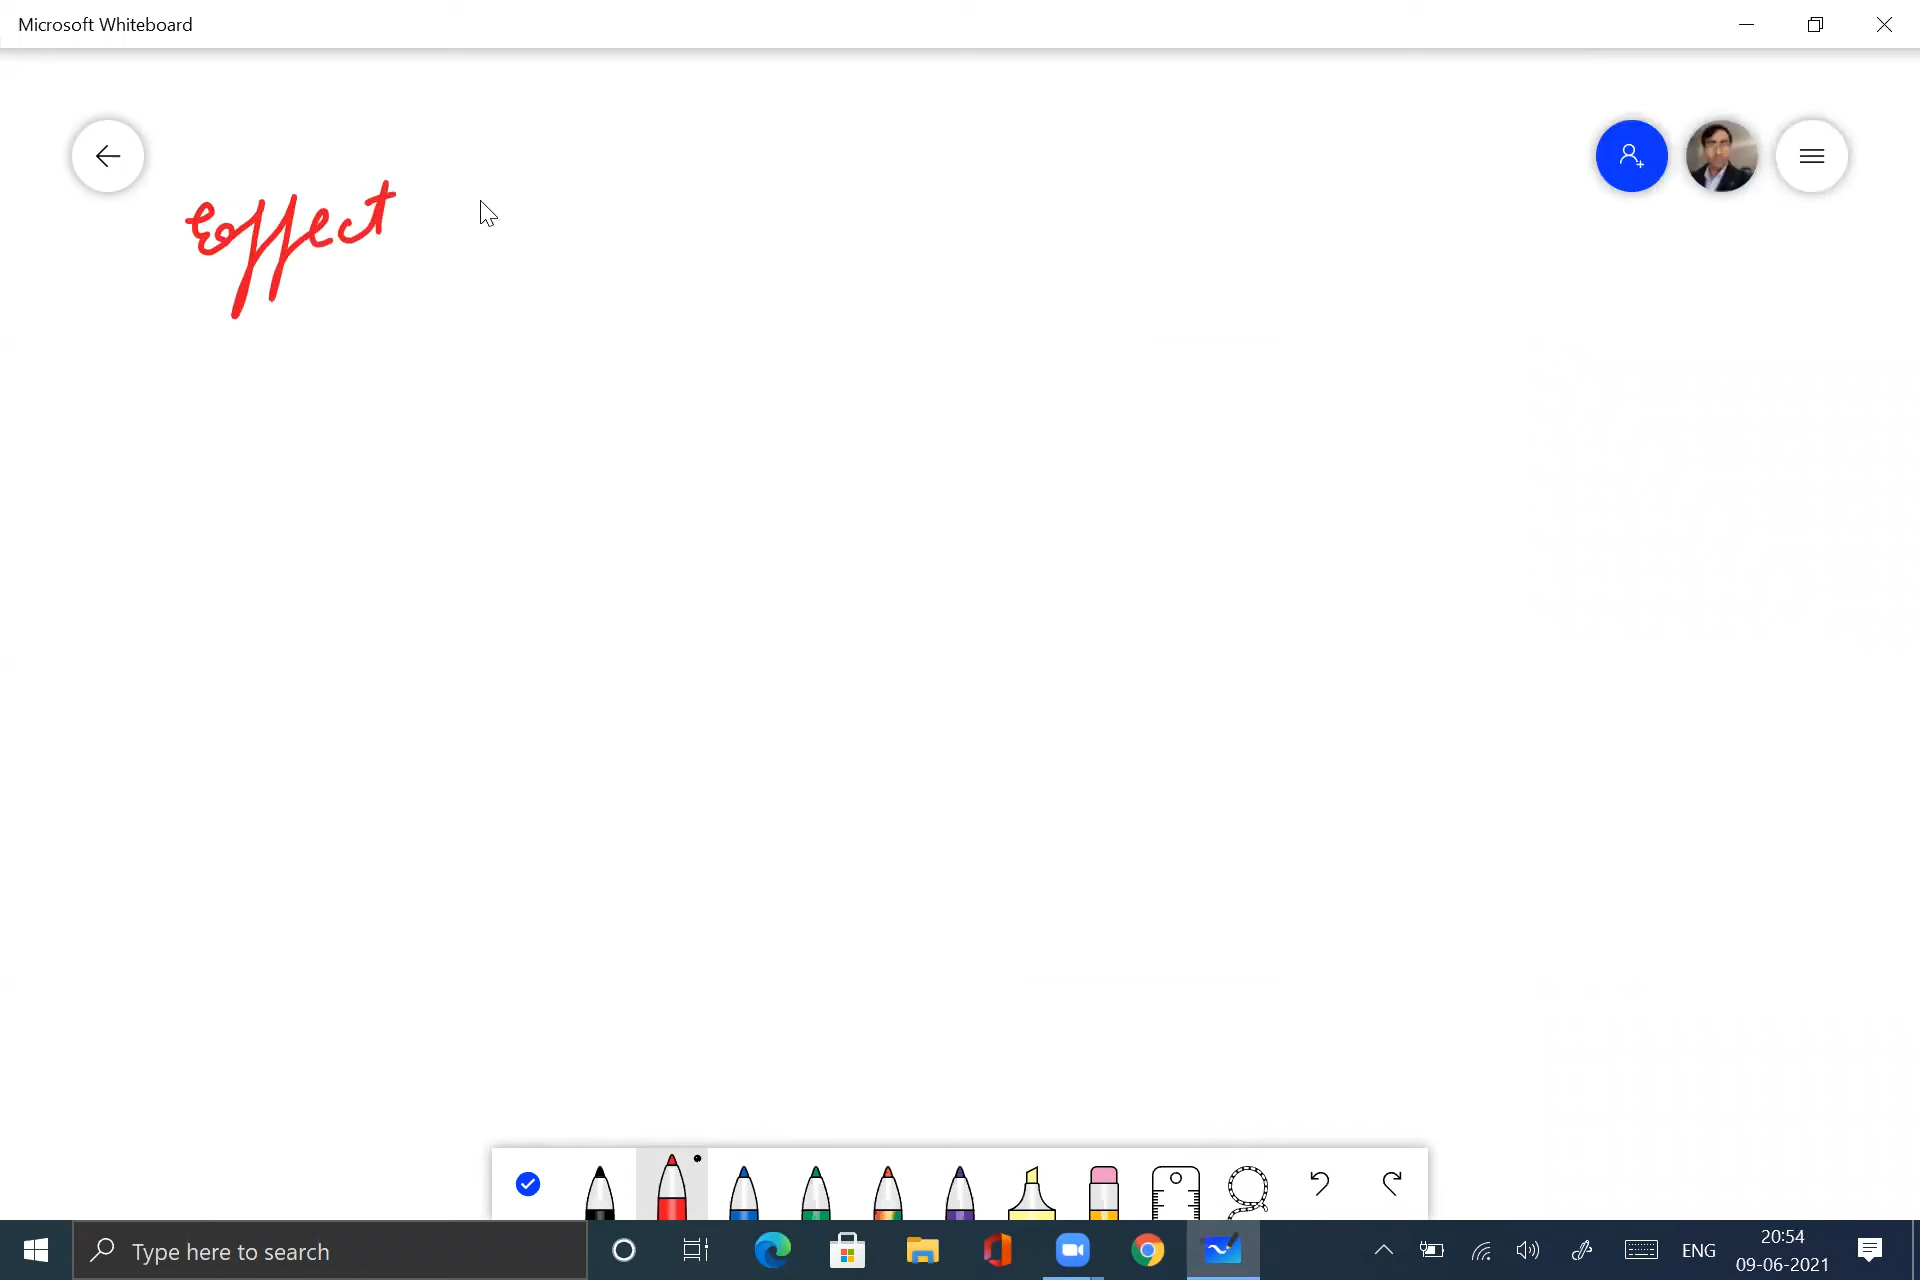 Microsoft Whiteboard
Effect
Type here to search
ENG
20:54
09-06-2021